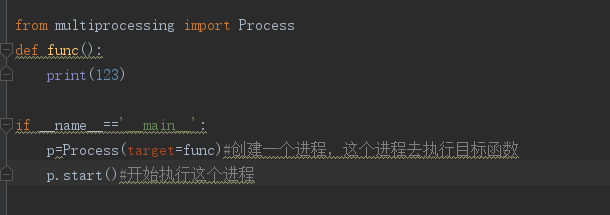 from multiprocessing import Process
def func():
    print(123)
if __name__=='__main__':
    p=Process(target=func)#创建一个进程，这个进程去执行目标函数
    p.start()#开始执行这个进程